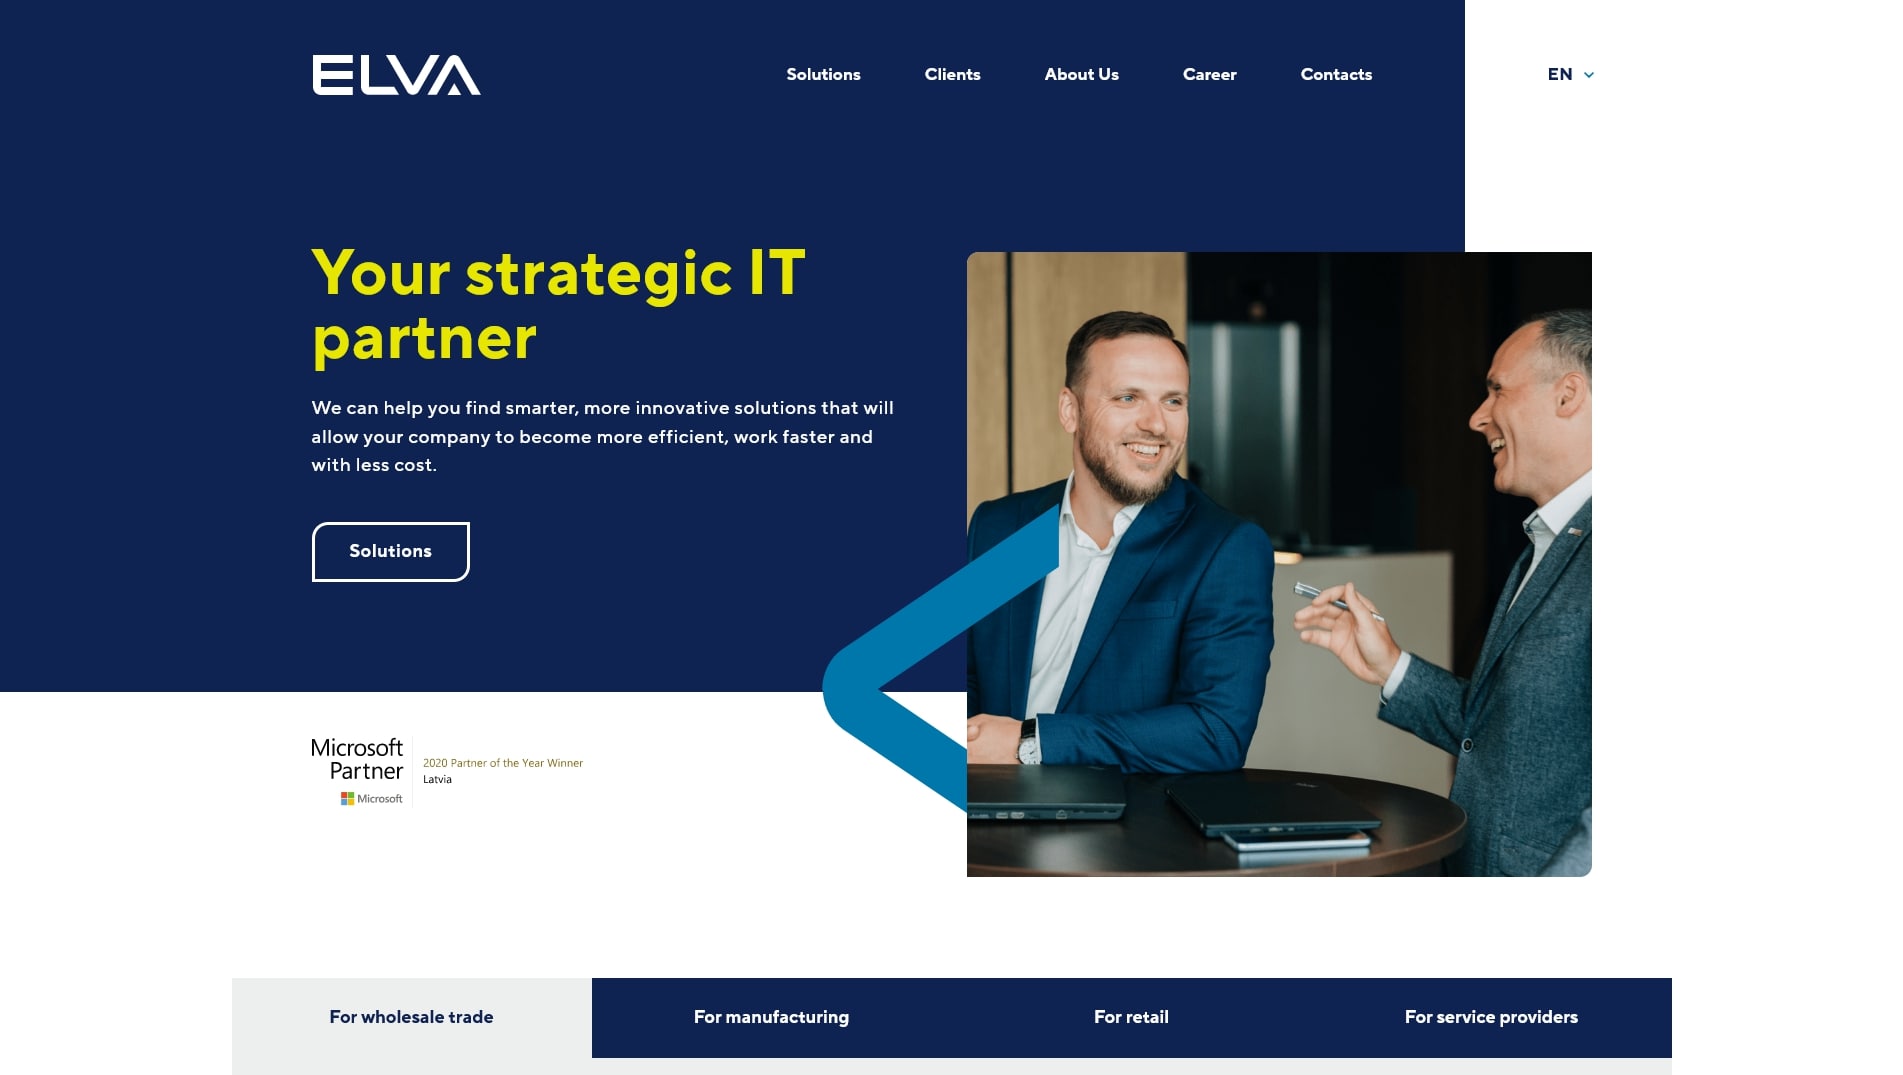 ELVA
Solutions
Clients
About Us
Career
Contacts
EN
Your strategic IT
partner
We can help you find smarter, more innovative solutions that will
allow your company to become more efficient, work faster and
with less cost.
Solutions
Microsoft
Partner
Microsoft
2020 Partner of the Year Winner
Latvia
For wholesale trade
For manufacturing
For retail
For service providers